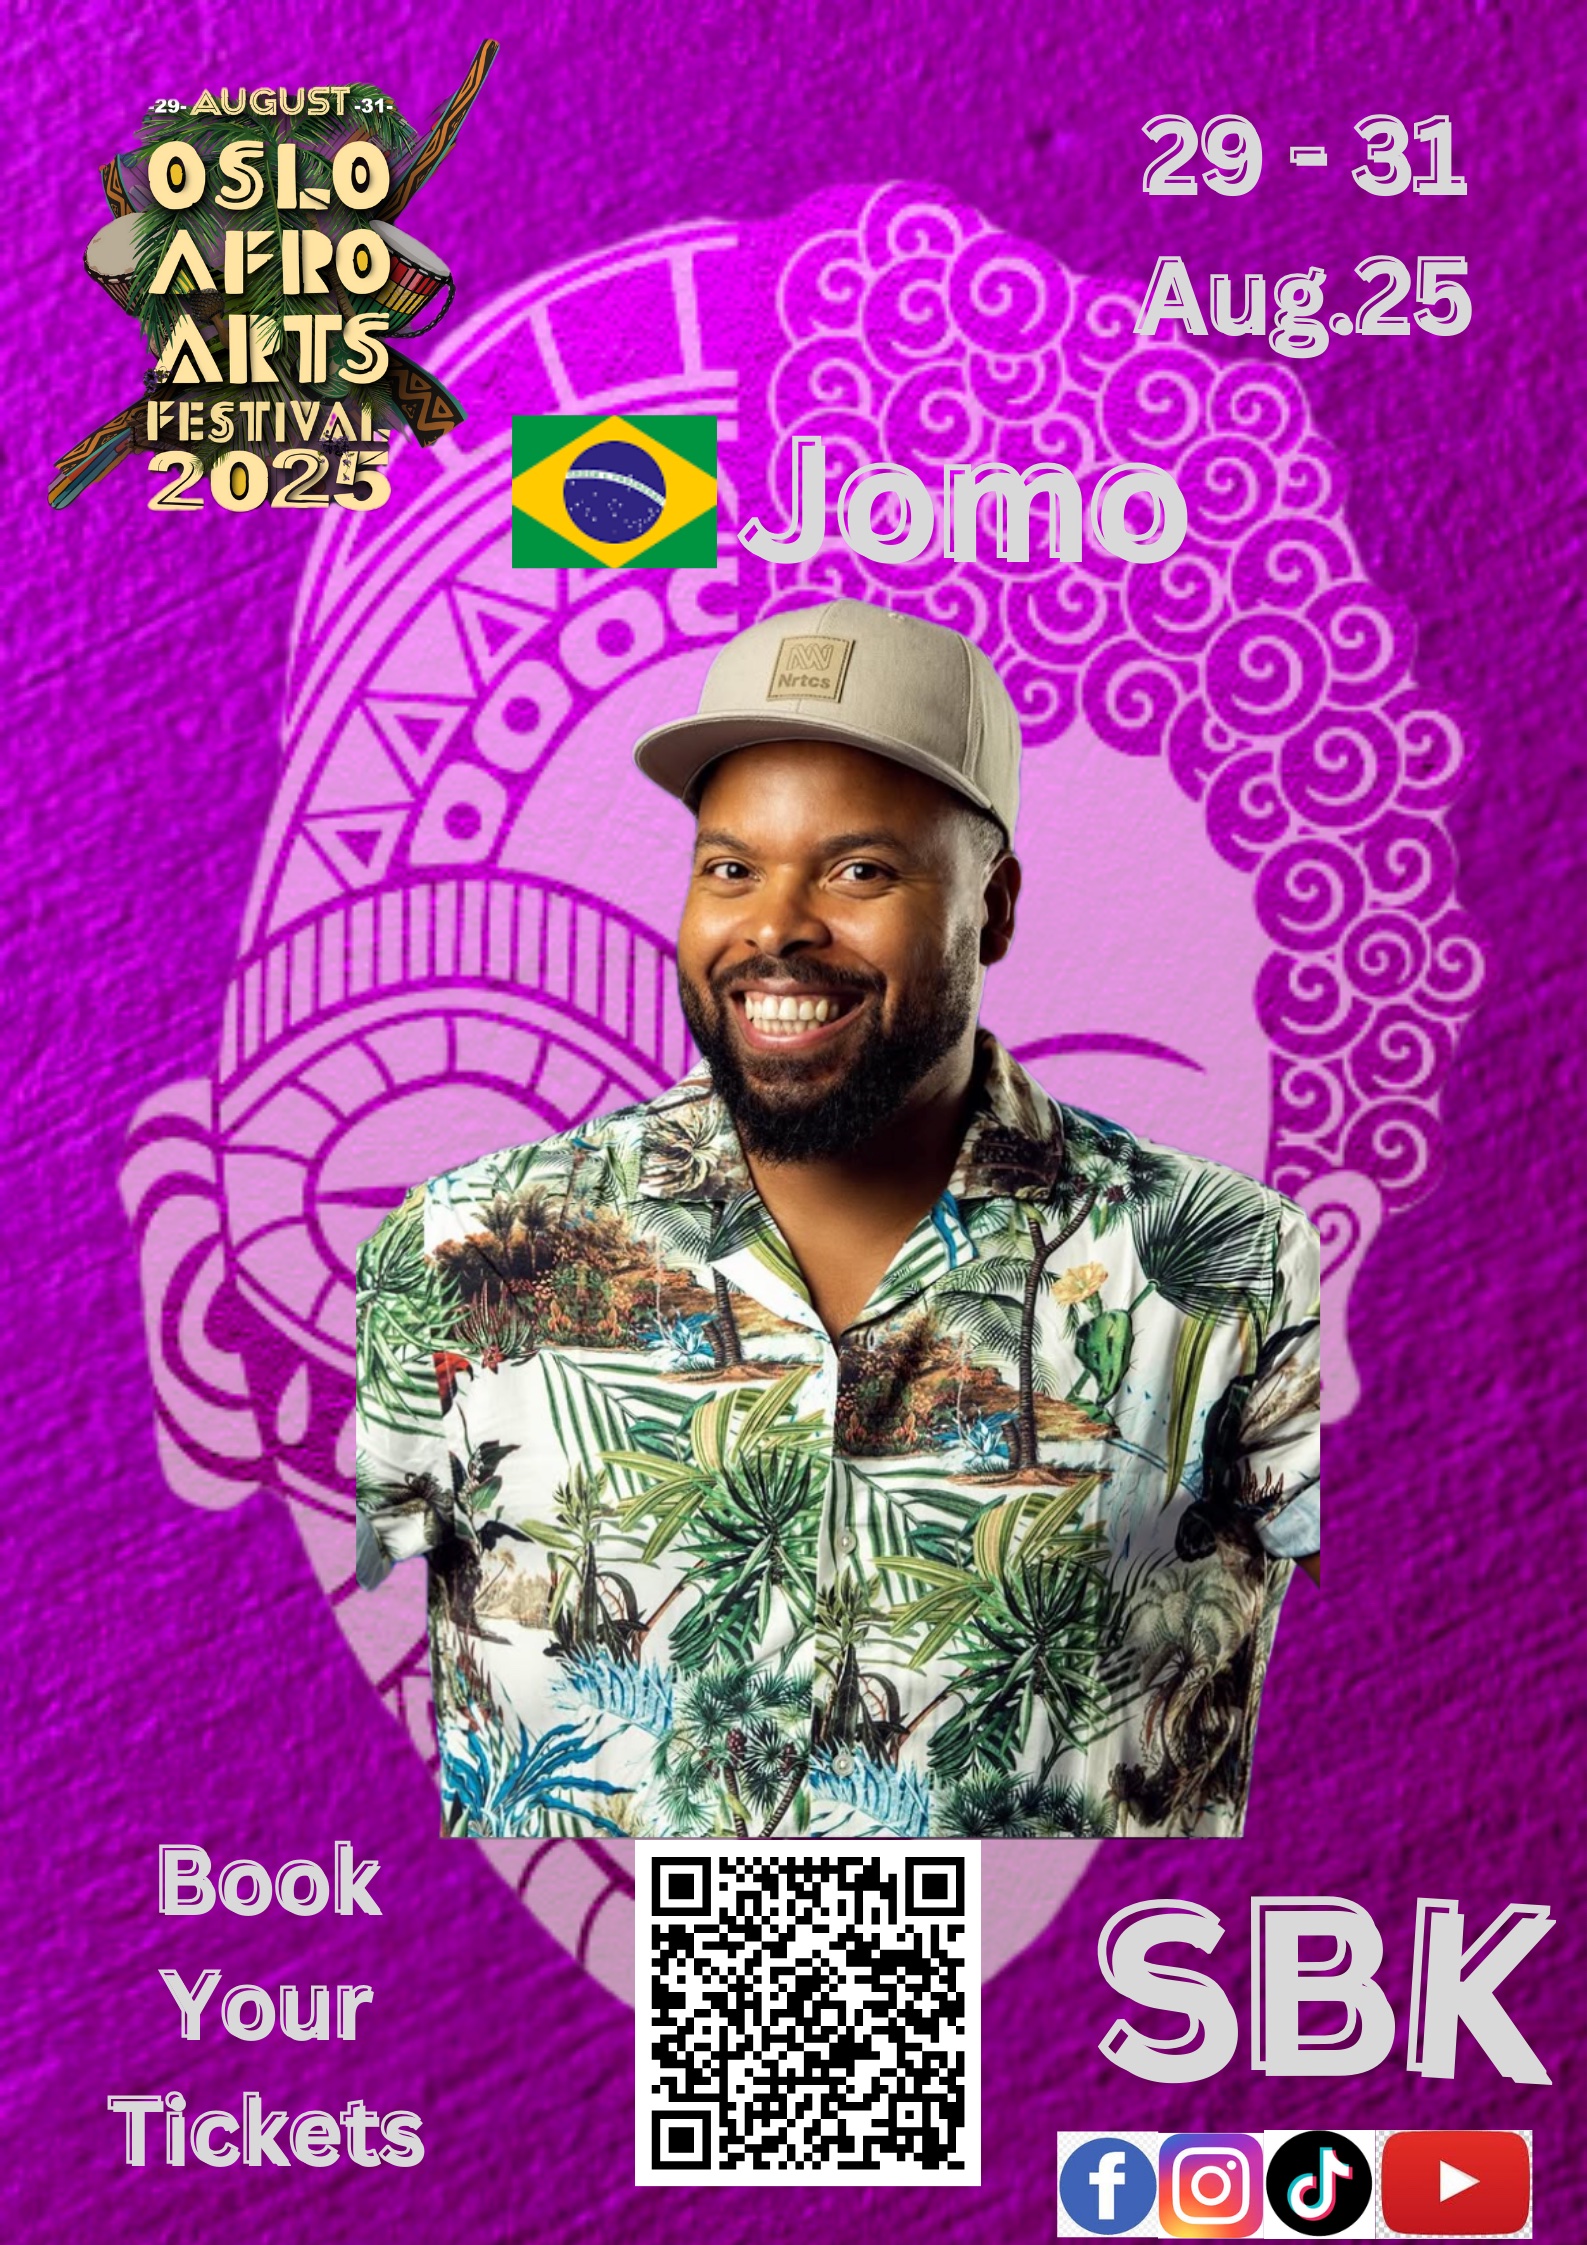 -29- AUGUST -31-
OSLO
AFRO
ARTS
FESTIVAL
2025
29 - 31
Aug.25
Jomo
Nrtcs
Book
Your
Tickets
SBK